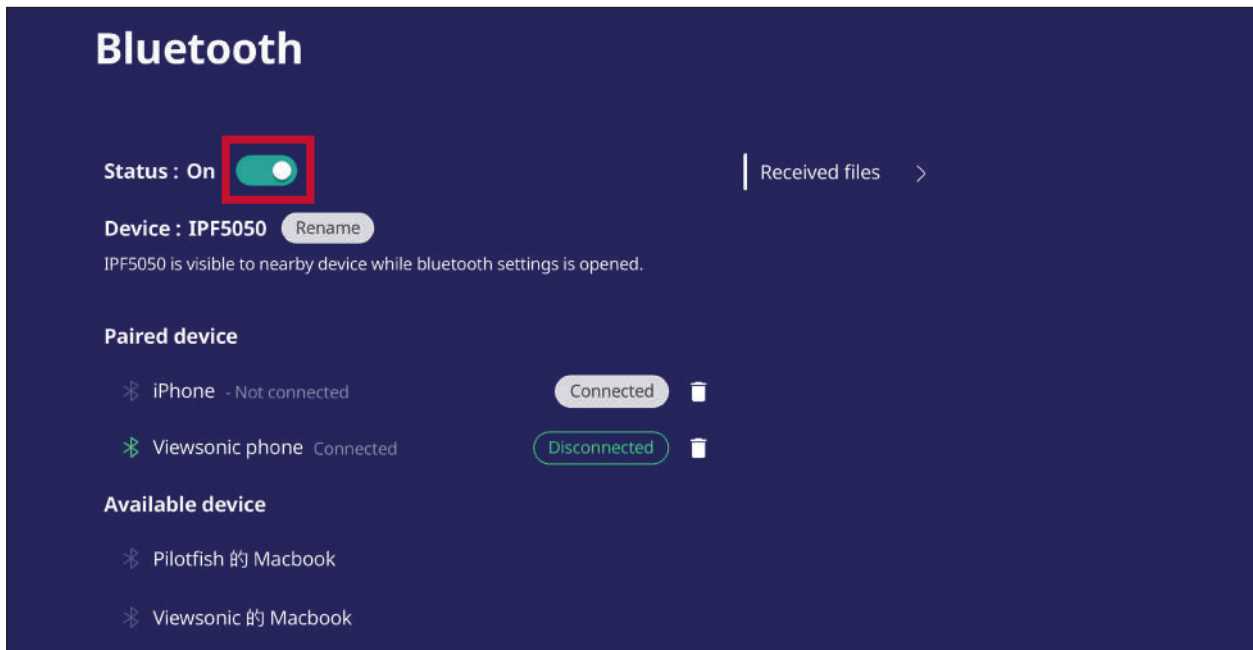 Bluetooth
Status : On
Received files
Device : IPF5050 Rename
IPF5050 is visible to nearby device while bluetooth settings is opened.
Paired device
iPhone - Not connected Connected
Viewsonic phone Connected Disconnected
Available device
Pilotfish 的 Macbook
Viewsonic 的 Macbook